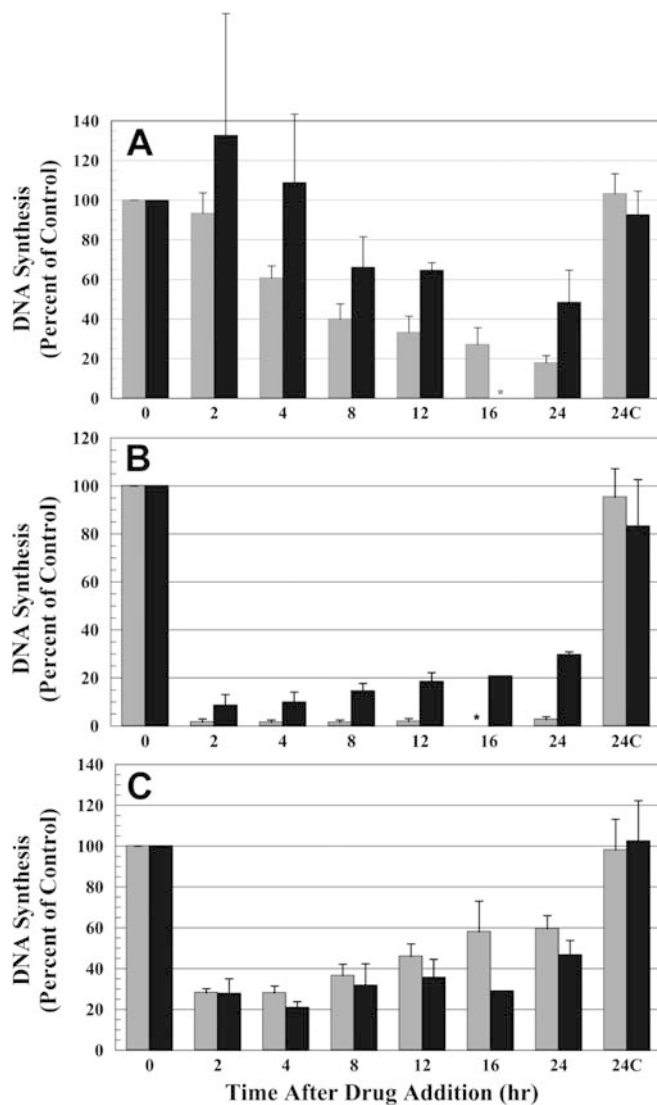 A
DNA Synthesis
(Percent of Control)
140
120
100
80
60
40
20
0
*
0 2 4 8 12 16 24 24C
B
DNA Synthesis
(Percent of Control)
120
100
80
60
40
20
0
*
0 2 4 8 12 16 24 24C
C
DNA Synthesis
(Percent of Control)
140
120
100
80
60
40
20
0
0 2 4 8 12 16 24 24C
Time After Drug Addition (hr)